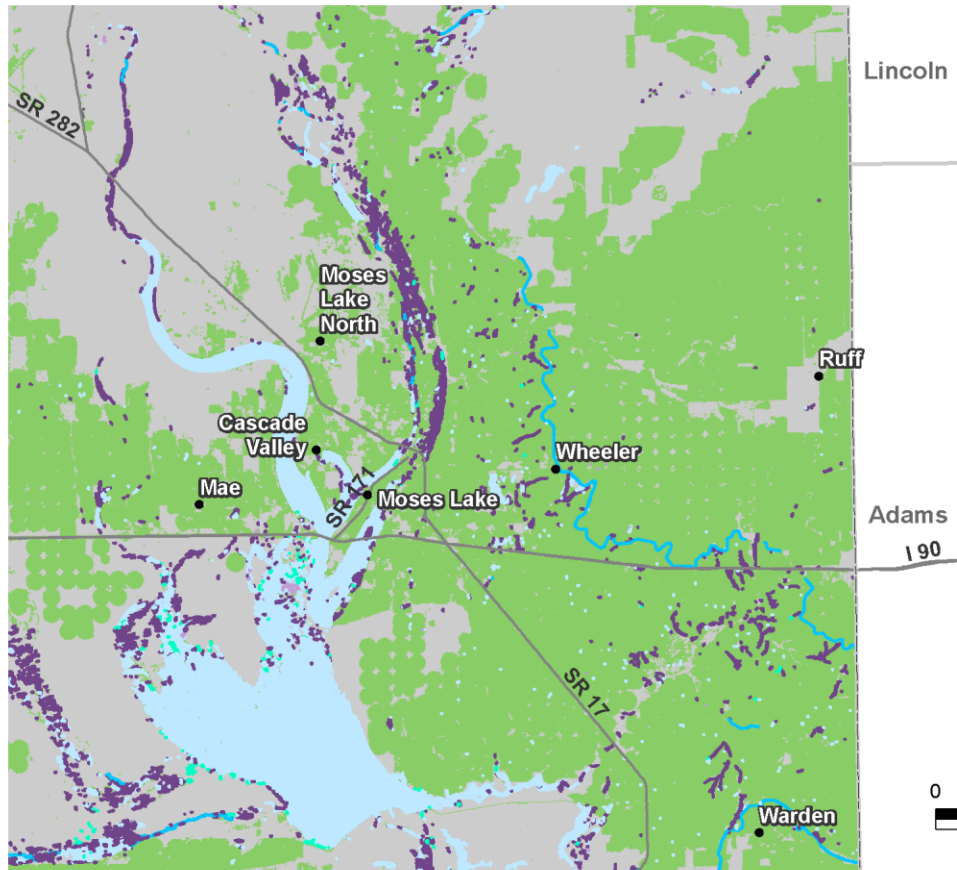 Lincoln
SR 282
Moses
Lake
North
Ruff
Cascade
Valley
Wheeler
Mae
SR 171
Moses Lake
Adams
I 90
SR 17
0
Warden